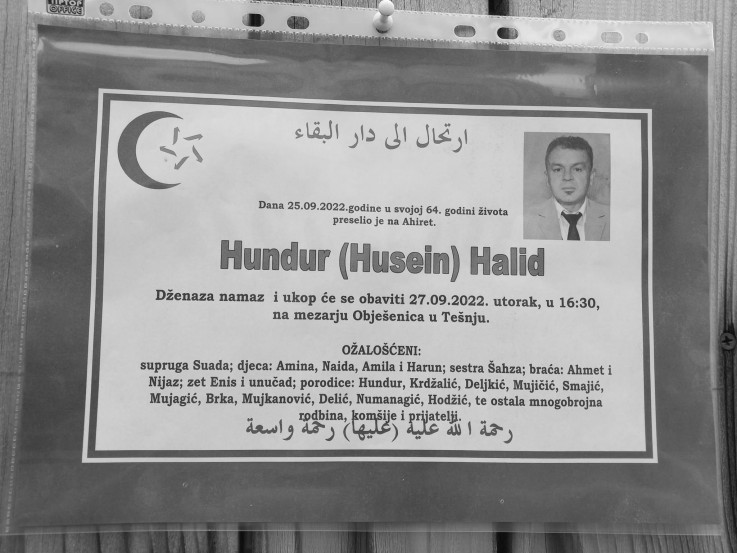 TIPTOP
OFFICE
ارتحال الى دار البقاء
Dana 25.09.2022.godine u svojoj 64. godini života
preselio je na Ahiret.
Hundur (Husein) Halid
Dženaza namaz i ukop će se obaviti 27.09.2022. utorak, u 16:30,
na mezarju Obješenica u Tešnju.
OŽALOŠĆENI:
supruga Suada; djeca: Amina, Naida, Amila i Harun; sestra Šahza; braća: Ahmet i
Nijaz; zet Enis i unučad; porodice: Hundur, Krdžalić, Deljkić, Mujičić, Smajić,
Mujagić, Brka, Mujkanović, Delić, Numanagić, Hodžić, te ostala mnogobrojna
rodbina, komšije i prijatelji.
رحمة الله عليه (عليها) رحمة واسعة